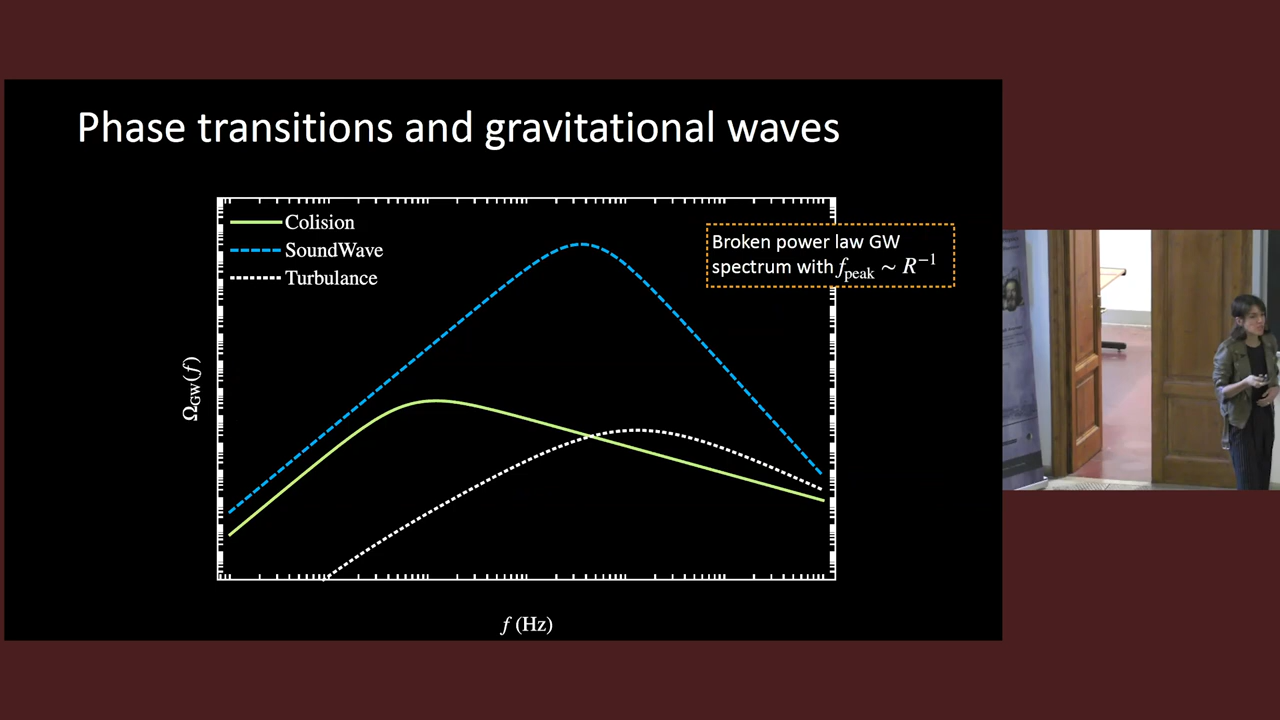 Phase transitions and gravitational waves
Colision
SoundWave
Turbulance
Broken power law GW
spectrum with f_peak ~ R⁻¹
Ω_GW(f)
f (Hz)